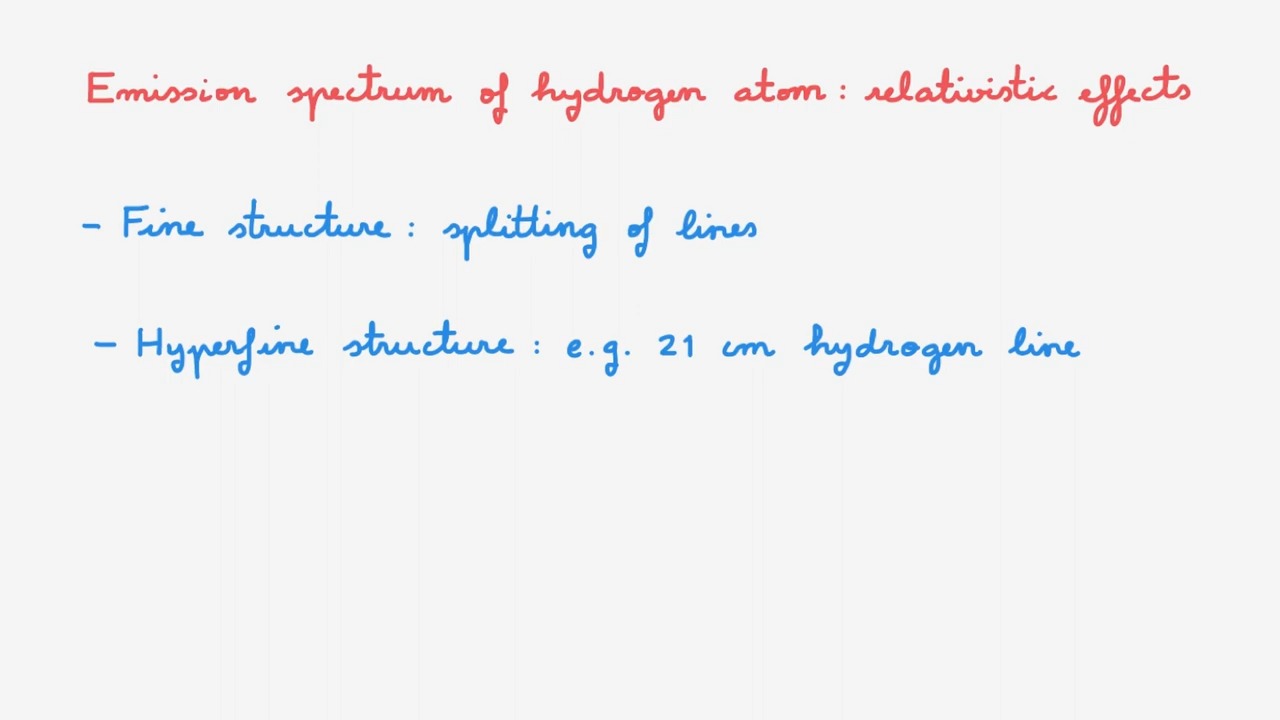 Emission spectrum of hydrogen atom : relativistic effects
- Fine structure : splitting of lines
- Hyperfine structure : e.g. 21 cm hydrogen line